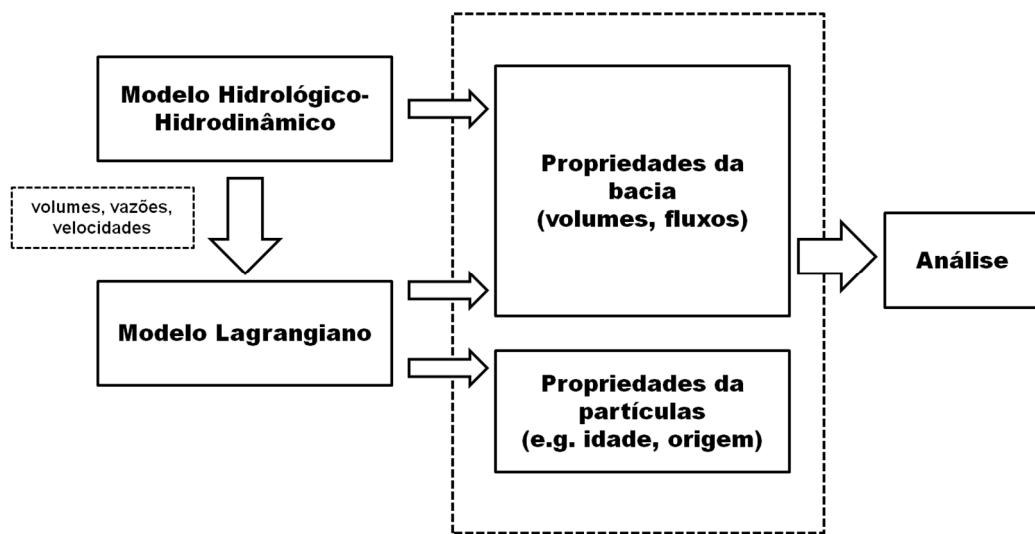 Modelo Hidrológico-
Hidrodinâmico
volumes, vazões,
velocidades
Modelo Lagrangiano
Propriedades da
bacia
(volumes, fluxos)
Propriedades da
partículas
(e.g. idade, origem)
Análise